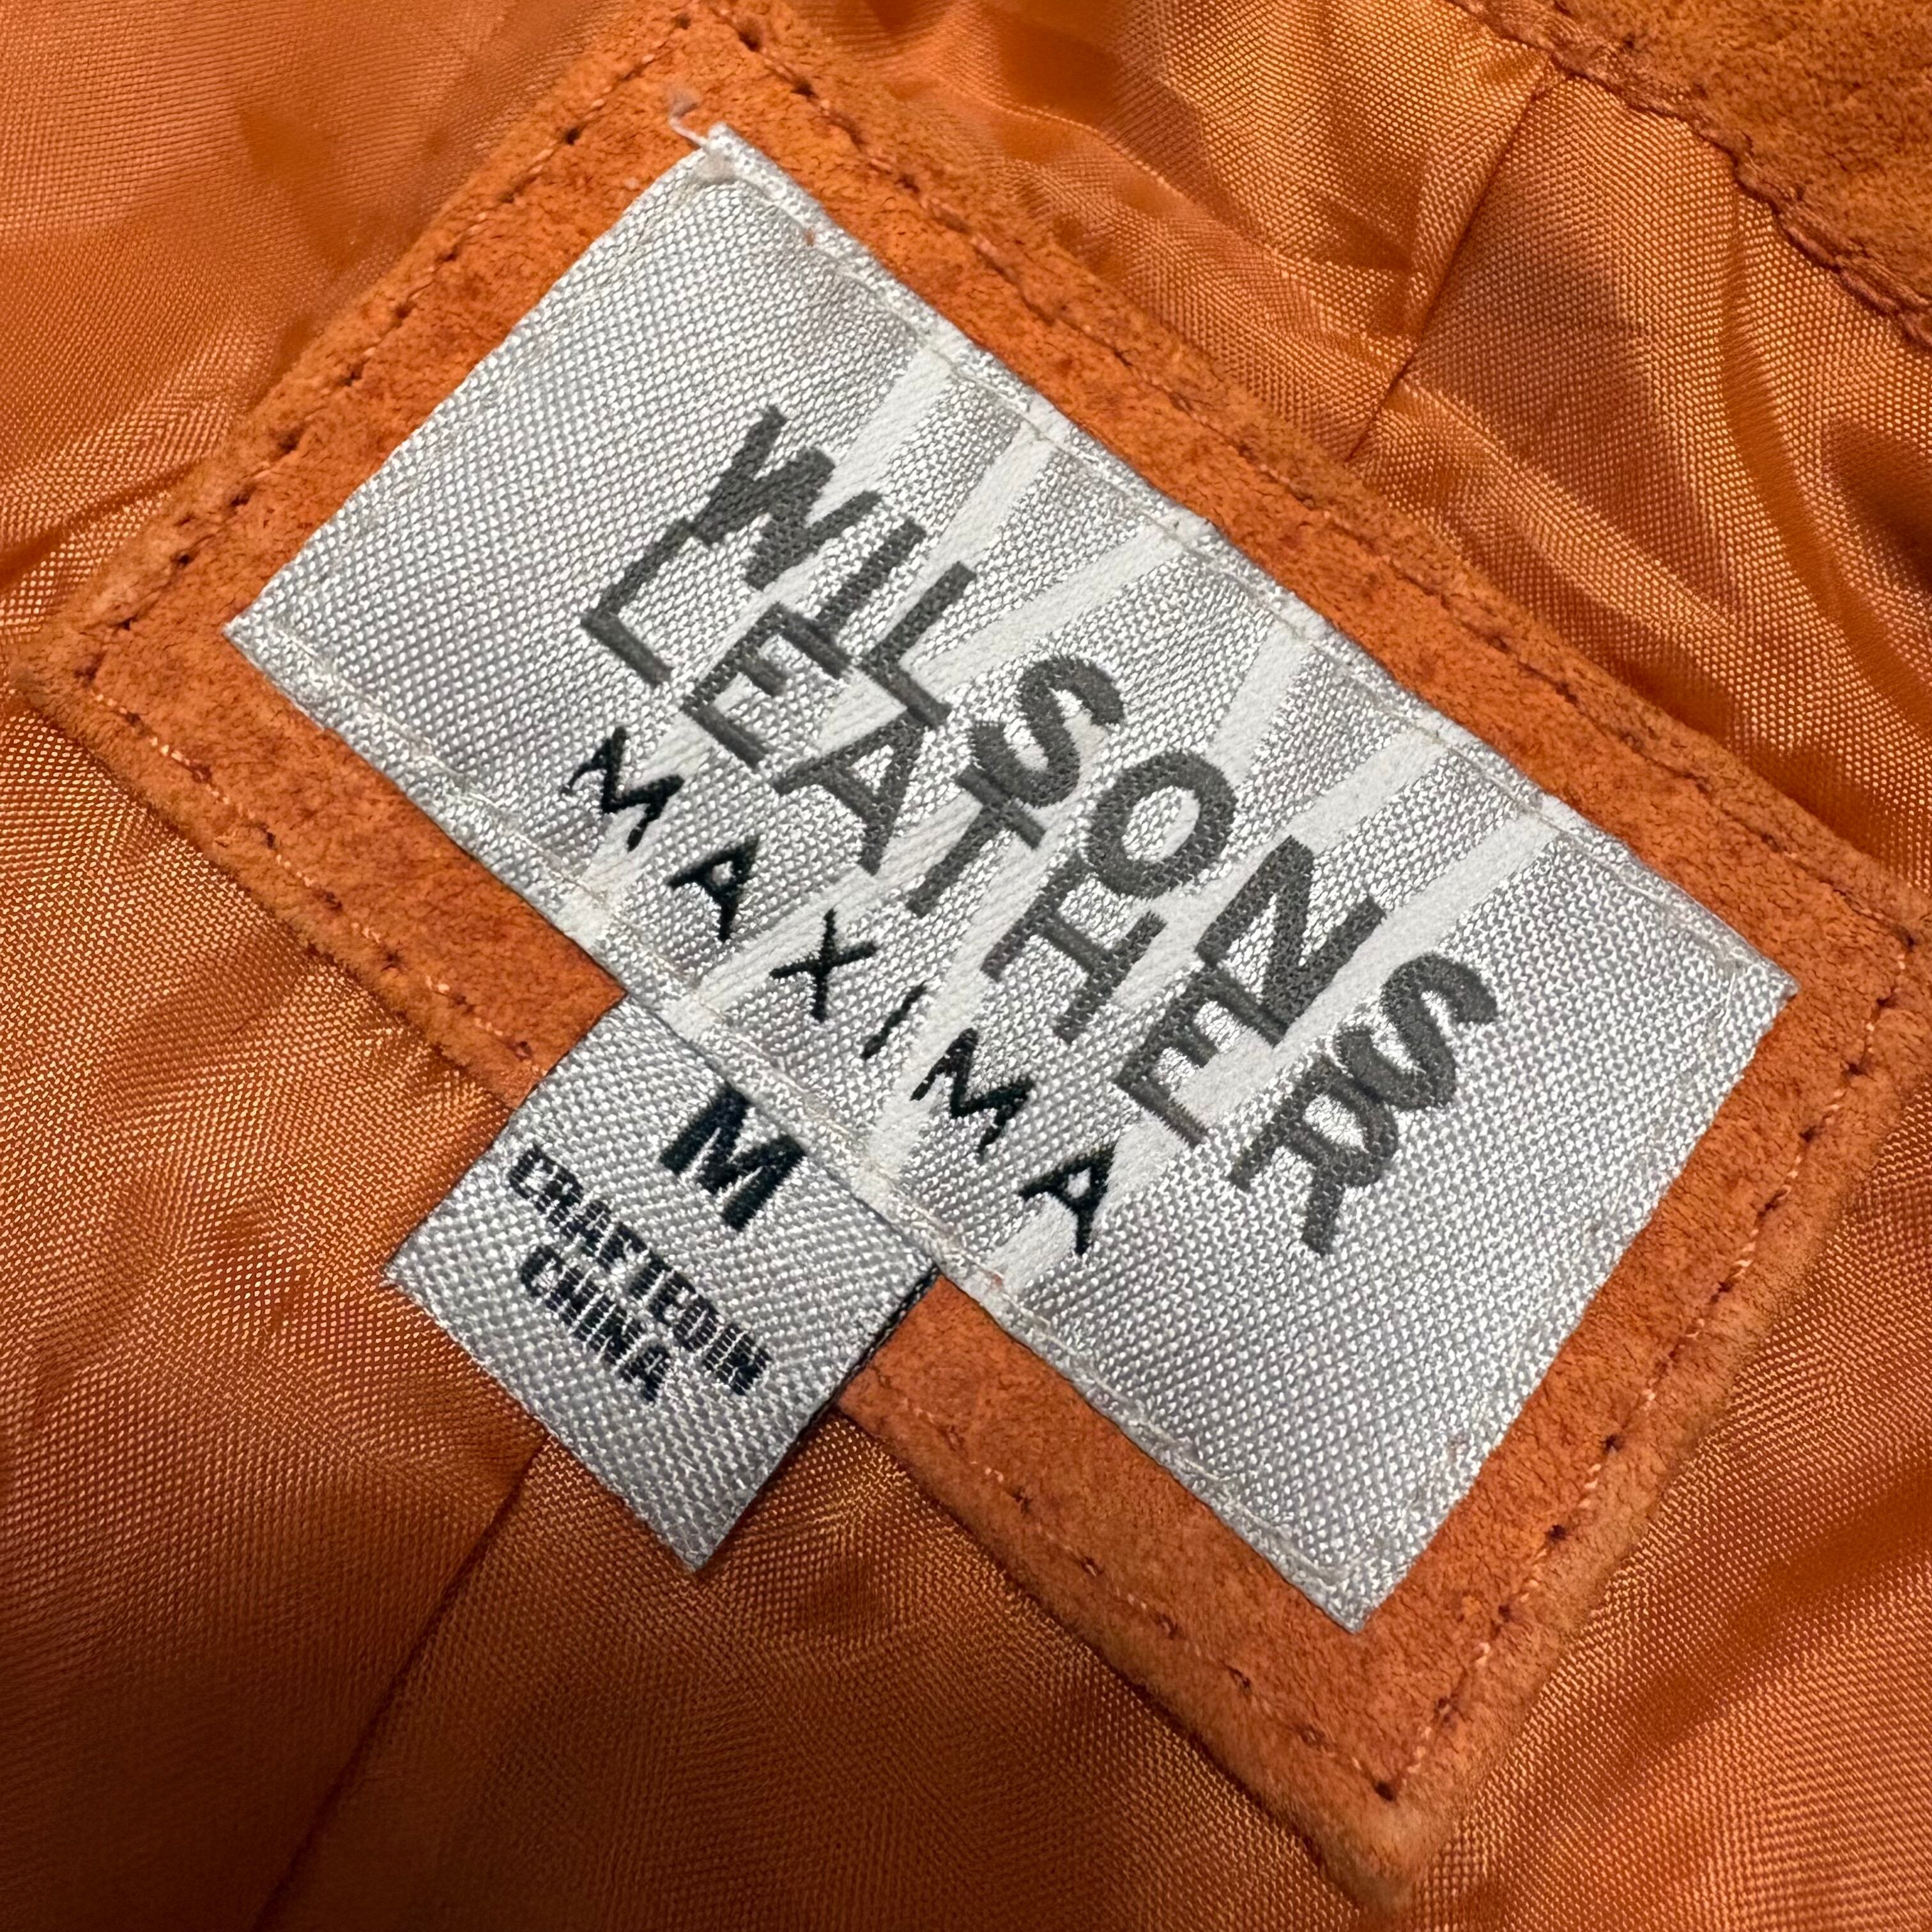 WILSONS
LEATHER
MAXIMA
M
CRAFTED IN
CHINA